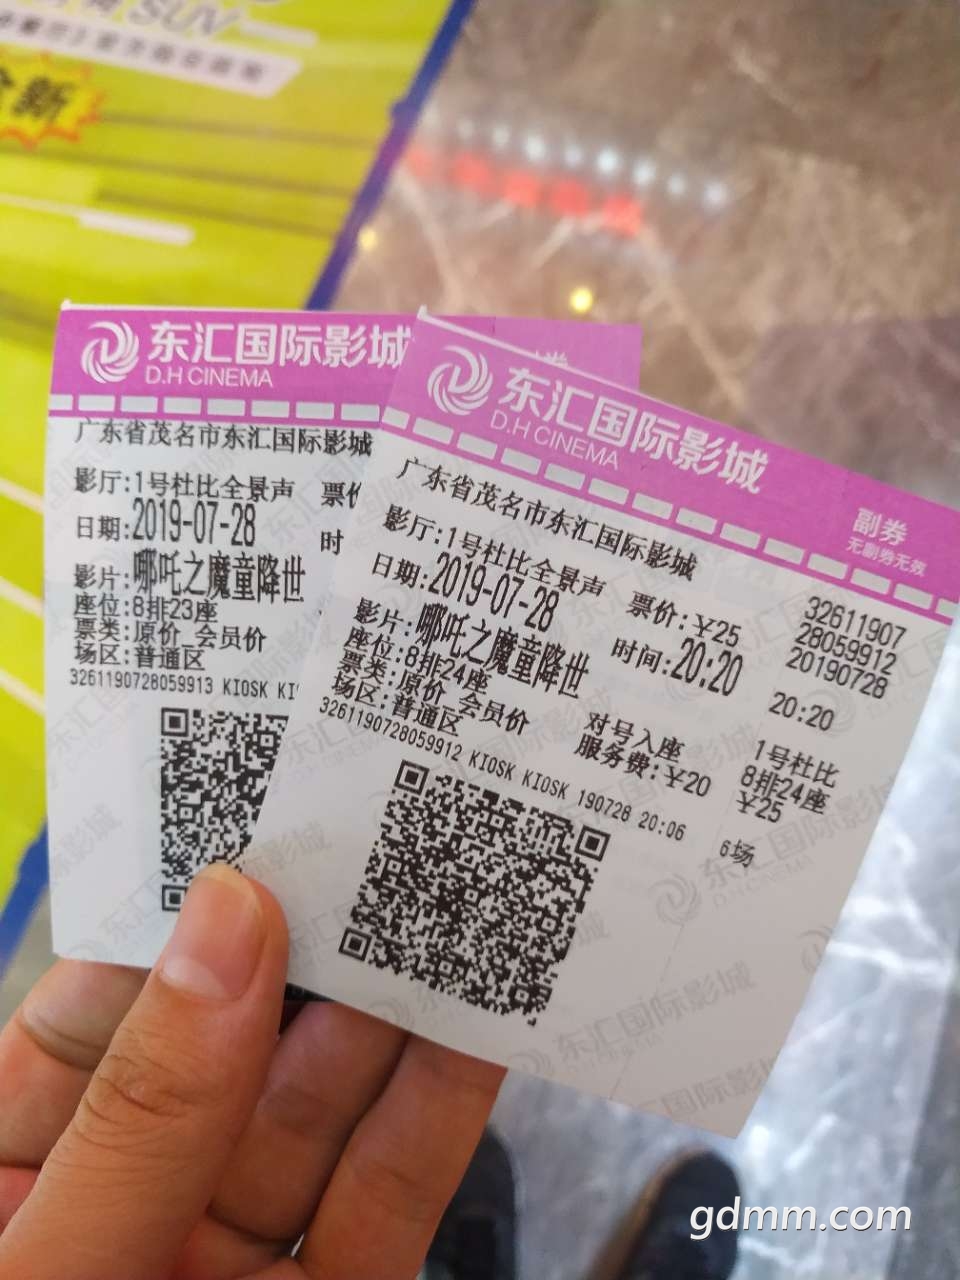 SUV
全新
东汇国际影城
D.H CINEMA
广东省茂名市东汇国际影城
影厅:1号杜比全景声 票价
日期:2019-07-28 时
影片:哪吒之魔童降世
座位:8排23座
票类:原价 会员价
场区:普通区
3261190728059913 KIOSK KI
东汇国际影城
D.H CINEMA
副券
无副券无效
广东省茂名市东汇国际影城
影厅:1号杜比全景声 票价:¥25
日期:2019-07-28 时间:20:20
影片:哪吒之魔童降世
座位:8排24座 对号入座
票类:原价 会员价 服务费:¥20
场区:普通区
3261190728059912 KIOSK KIOSK 190728 20:06
32611907
28059912
20190728
20:20
1号杜比
8排24座
¥25
6场
gdmm.com